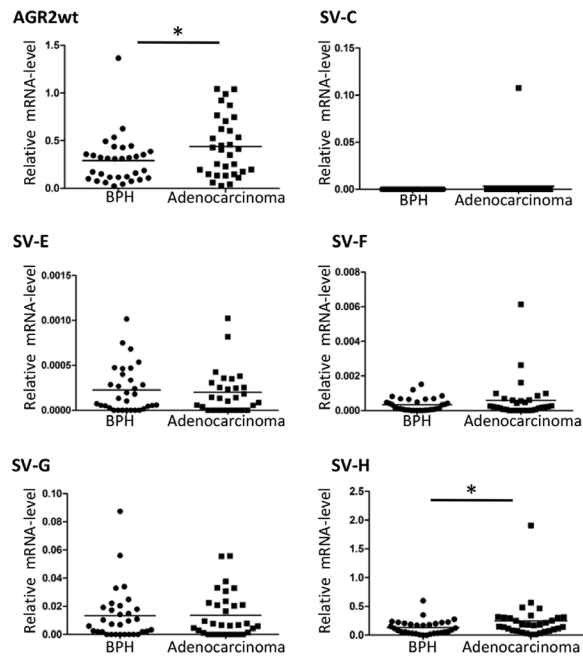 AGR2wt
*
Relative mRNA-level
1.5
1.0
0.5
0.0
BPH
Adenocarcinoma
SV-C
Relative mRNA-level
0.15
0.10
0.05
0.00
BPH
Adenocarcinoma
SV-E
Relative mRNA-level
0.0015
0.0010
0.0005
0.0000
BPH
Adenocarcinoma
SV-F
Relative mRNA-level
0.008
0.006
0.004
0.002
0.000
BPH
Adenocarcinoma
SV-G
Relative mRNA-level
0.10
0.08
0.06
0.04
0.02
0.00
BPH
Adenocarcinoma
SV-H
*
Relative mRNA-level
2.5
2.0
1.5
1.0
0.5
0.0
BPH
Adenocarcinoma